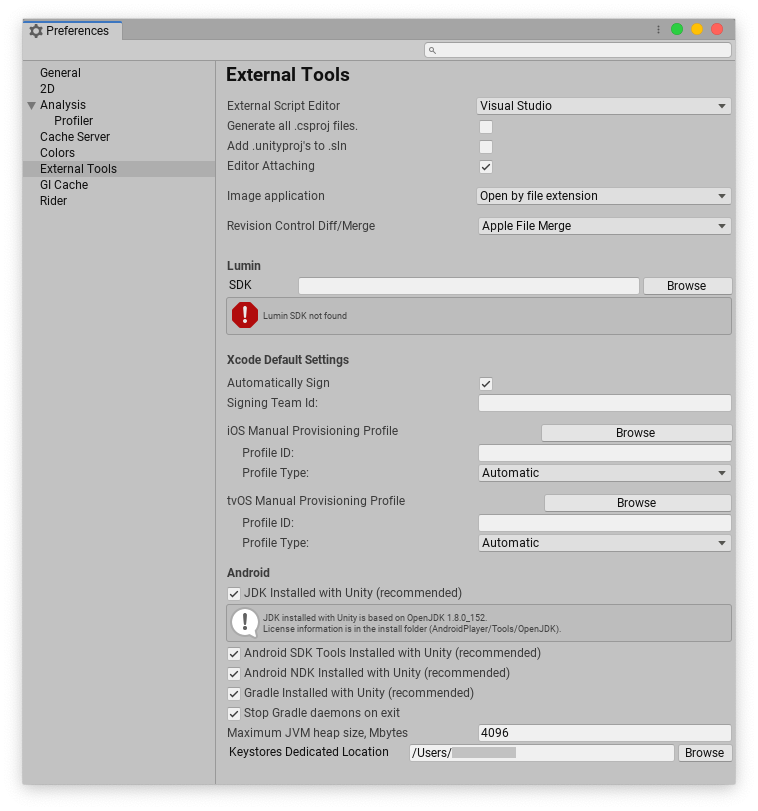 Preferences
General
2D
Analysis
Profiler
Cache Server
Colors
External Tools
GI Cache
Rider
External Tools
External Script Editor Visual Studio
Generate all .csproj files.
Add .unityproj's to .sln
Editor Attaching
Image application Open by file extension
Revision Control Diff/Merge Apple File Merge
Lumin
SDK Browse
Lumin SDK not found
Xcode Default Settings
Automatically Sign
Signing Team Id:
iOS Manual Provisioning Profile Browse
Profile ID:
Profile Type: Automatic
tvOS Manual Provisioning Profile Browse
Profile ID:
Profile Type: Automatic
Android
JDK Installed with Unity (recommended)
JDK installed with Unity is based on OpenJDK 1.8.0_152.
License information is in the install folder (AndroidPlayer/Tools/OpenJDK).
Android SDK Tools Installed with Unity (recommended)
Android NDK Installed with Unity (recommended)
Gradle Installed with Unity (recommended)
Stop Gradle daemons on exit
Maximum JVM heap size, Mbytes 4096
Keystores Dedicated Location /Users/ Browse